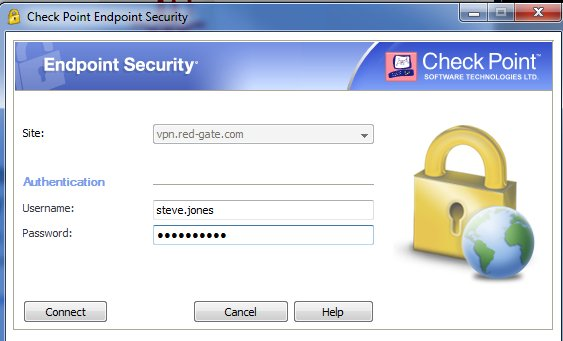 Check Point Endpoint Security
Endpoint Security
Check Point™
SOFTWARE TECHNOLOGIES LTD.
Site: vpn.red-gate.com
Authentication
Username: steve.jones
Password: ●●●●●●●●●●
Connect Cancel Help